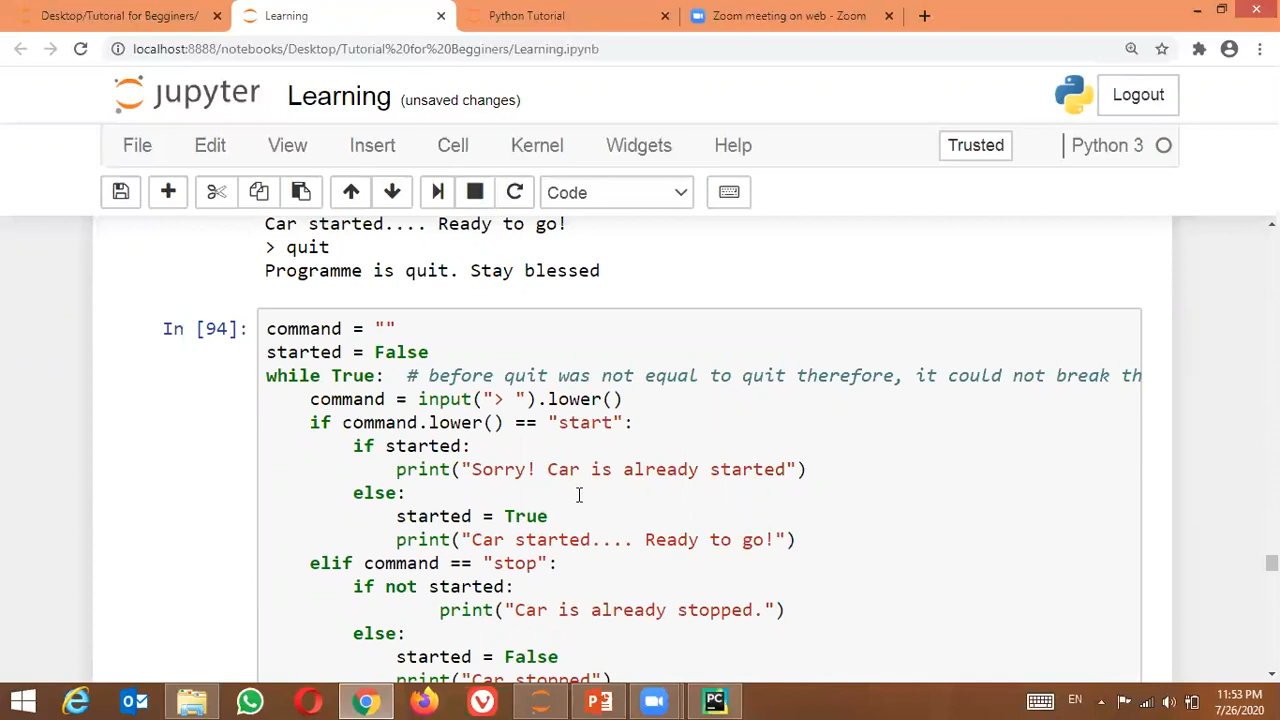 Desktop/Tutorial for Begginers/
Learning
Python Tutorial
Zoom meeting on web - Zoom
localhost:8888/notebooks/Desktop/Tutorial%20for%20Begginers/Learning.ipynb
jupyter
Learning (unsaved changes)
Logout
File Edit View Insert Cell Kernel Widgets Help
Trusted
Python 3
Code
Car started.... Ready to go!
> quit
Programme is quit. Stay blessed
In [94]:
command = ""
started = False
while True:  # before quit was not equal to quit therefore, it could not break th
    command = input("> ").lower()
    if command.lower() == "start":
        if started:
            print("Sorry! Car is already started")
        else:
            started = True
            print("Car started.... Ready to go!")
    elif command == "stop":
        if not started:
                print("Car is already stopped.")
        else:
            started = False
            print("Car stopped")
EN
11:53 PM
7/26/2020